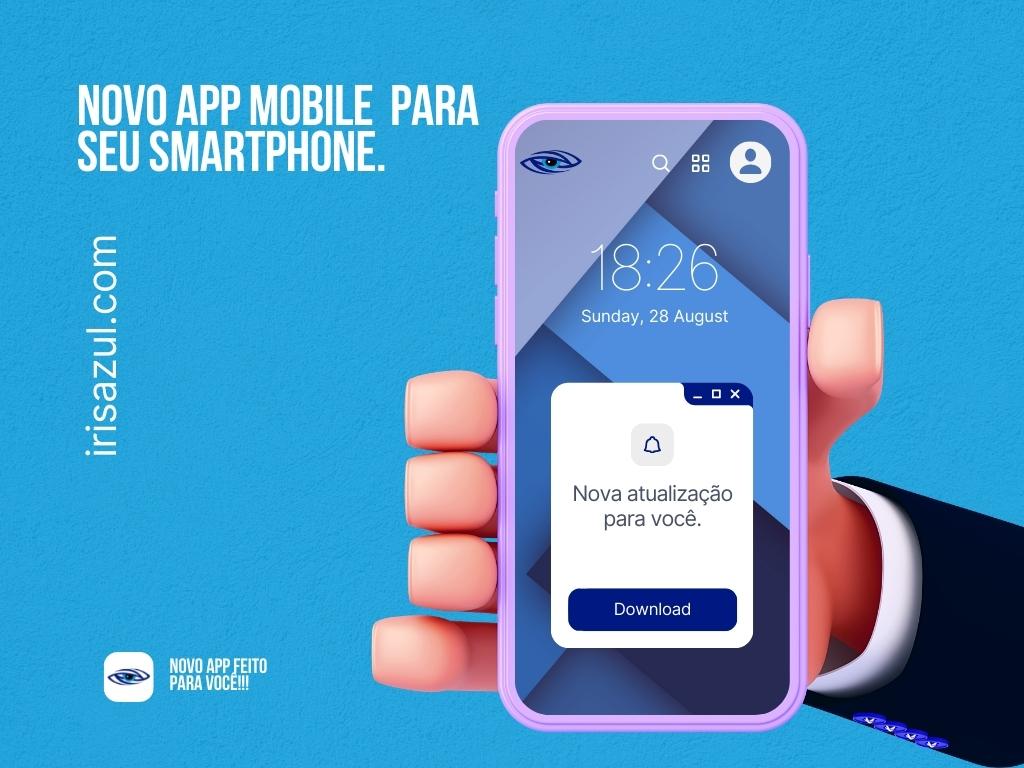 NOVO APP MOBILE PARA
SEU SMARTPHONE.
irisazul.com
18:26
Sunday, 28 August
Nova atualização
para você.
Download
NOVO APP FEITO
PARA VOCÊ!!!